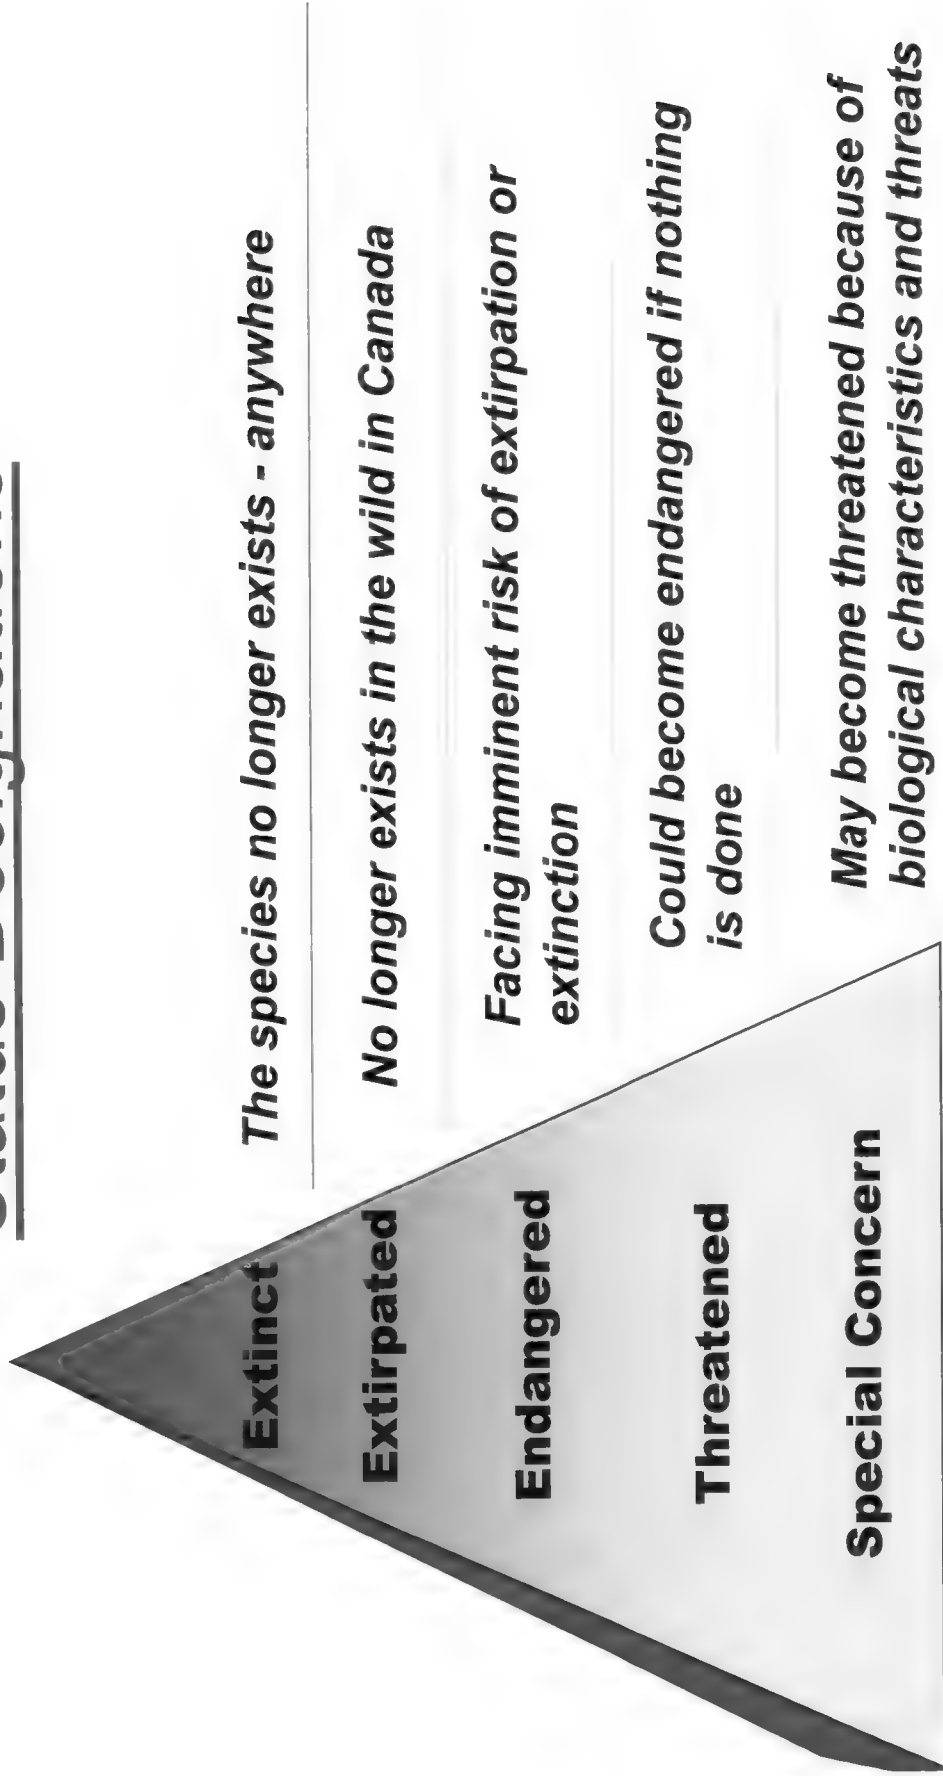 Extinct
The species no longer exists - anywhere
Extirpated
No longer exists in the wild in Canada
Endangered
Facing imminent risk of extirpation or
extinction
Threatened
Could become endangered if nothing
is done
Special Concern
May become threatened because of
biological characteristics and threats